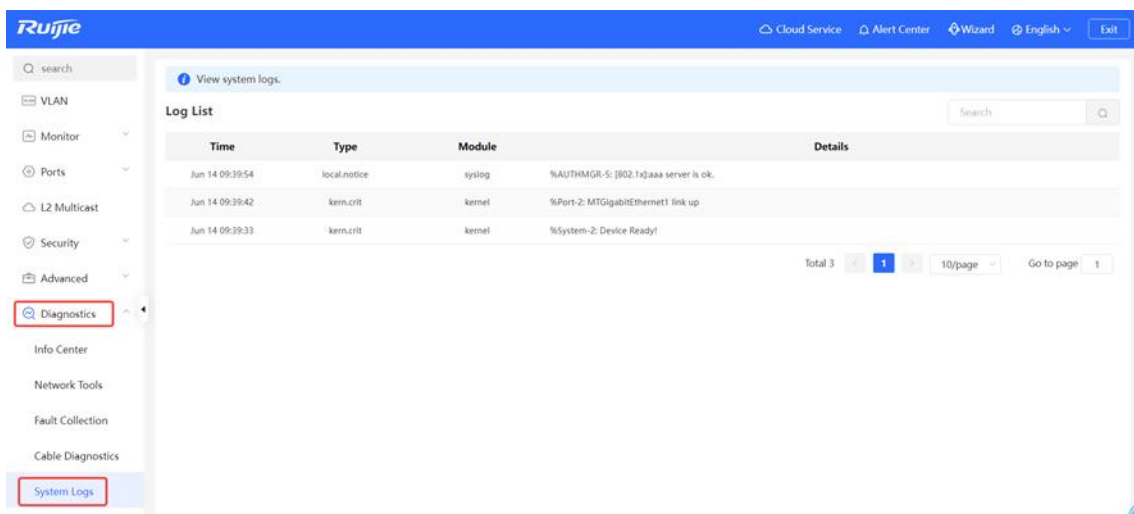 Ruijie
Cloud Service Alert Center Wizard English Exit
search
VLAN
Monitor
Ports
L2 Multicast
Security
Advanced
Diagnostics
Info Center
Network Tools
Fault Collection
Cable Diagnostics
System Logs
View system logs.
Log List Search
Time Type Module Details
Jun 14 09:39:54 local.notice syslog %AUTHMGR-5: [802.1x]:aaa server is ok.
Jun 14 09:39:42 kern.crit kernel %Port-2: MTGigabitEthernet1 link up
Jun 14 09:39:33 kern.crit kernel %System-2: Device Ready!
Total 3 1 10/page Go to page 1